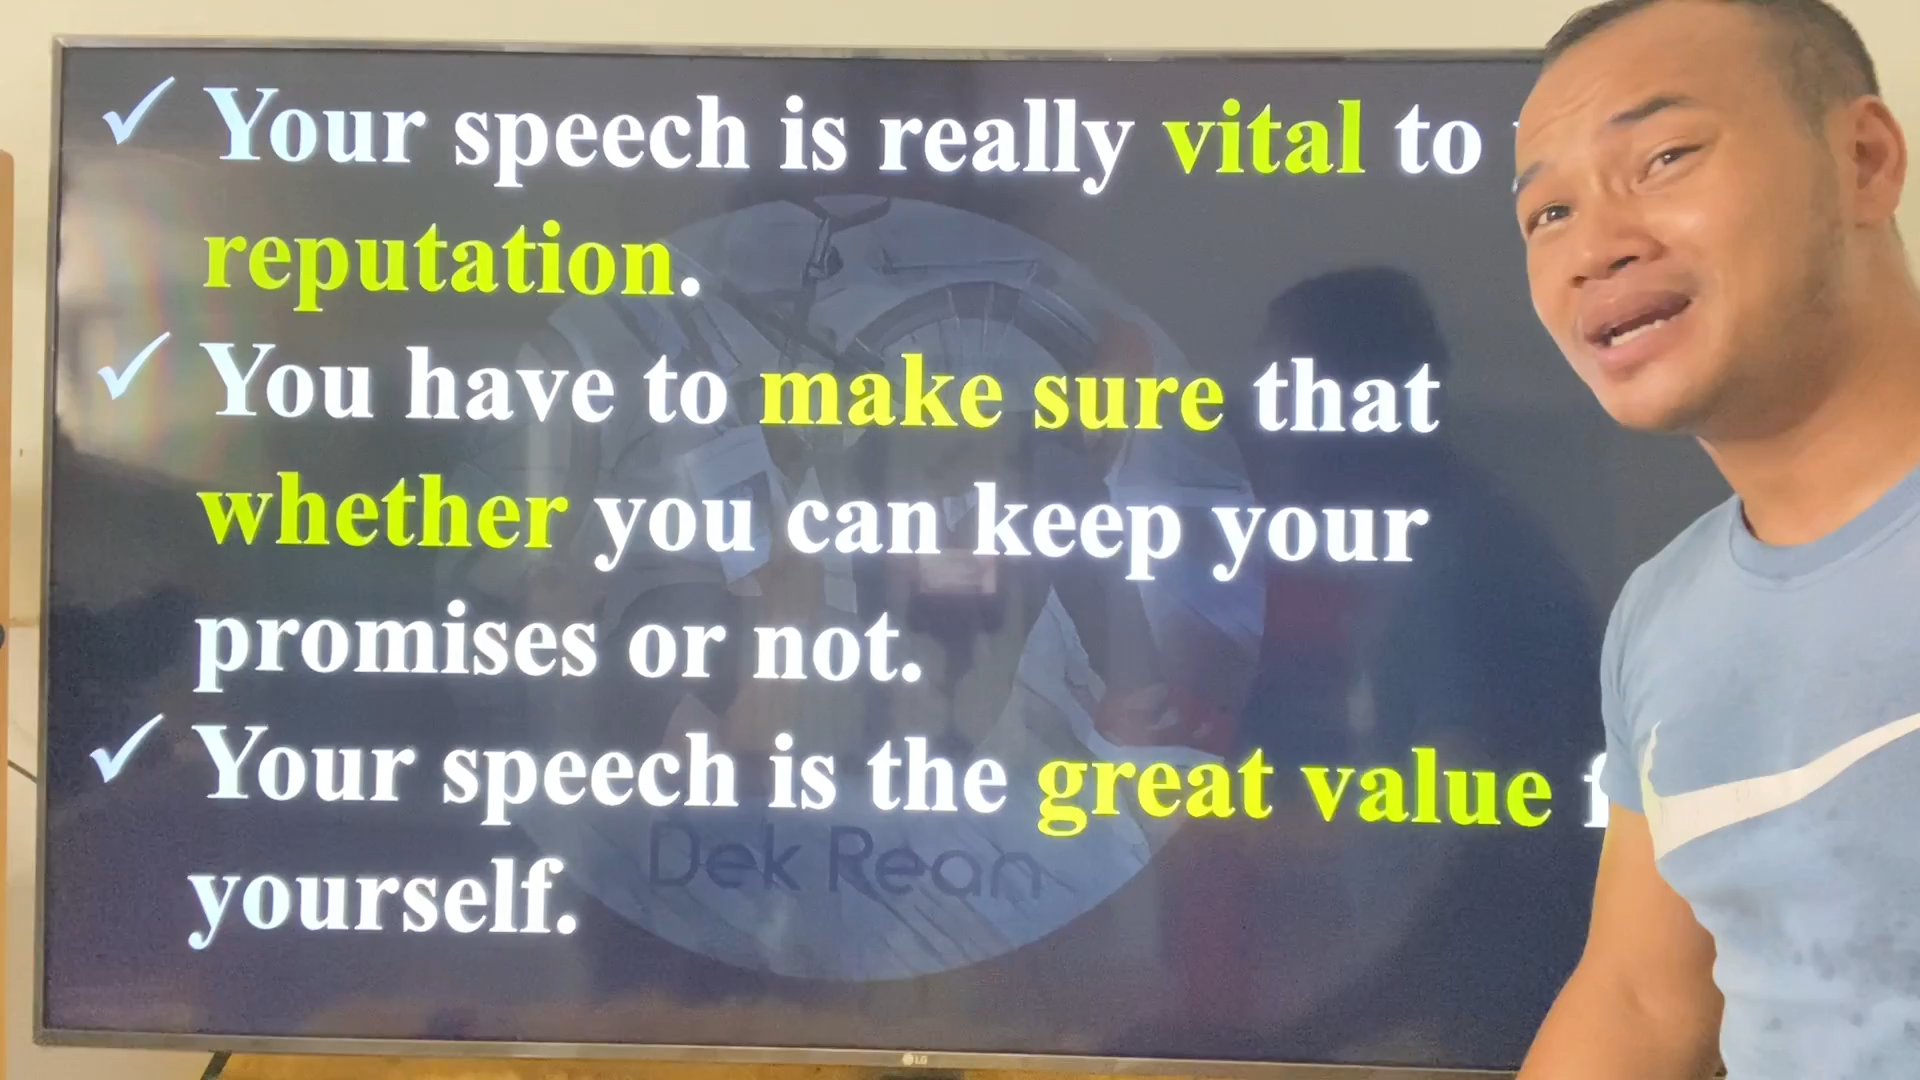 ✓ Your speech is really vital to
reputation.
✓ You have to make sure that
whether you can keep your
promises or not.
✓ Your speech is the great value
yourself.
Dek Rean
LG